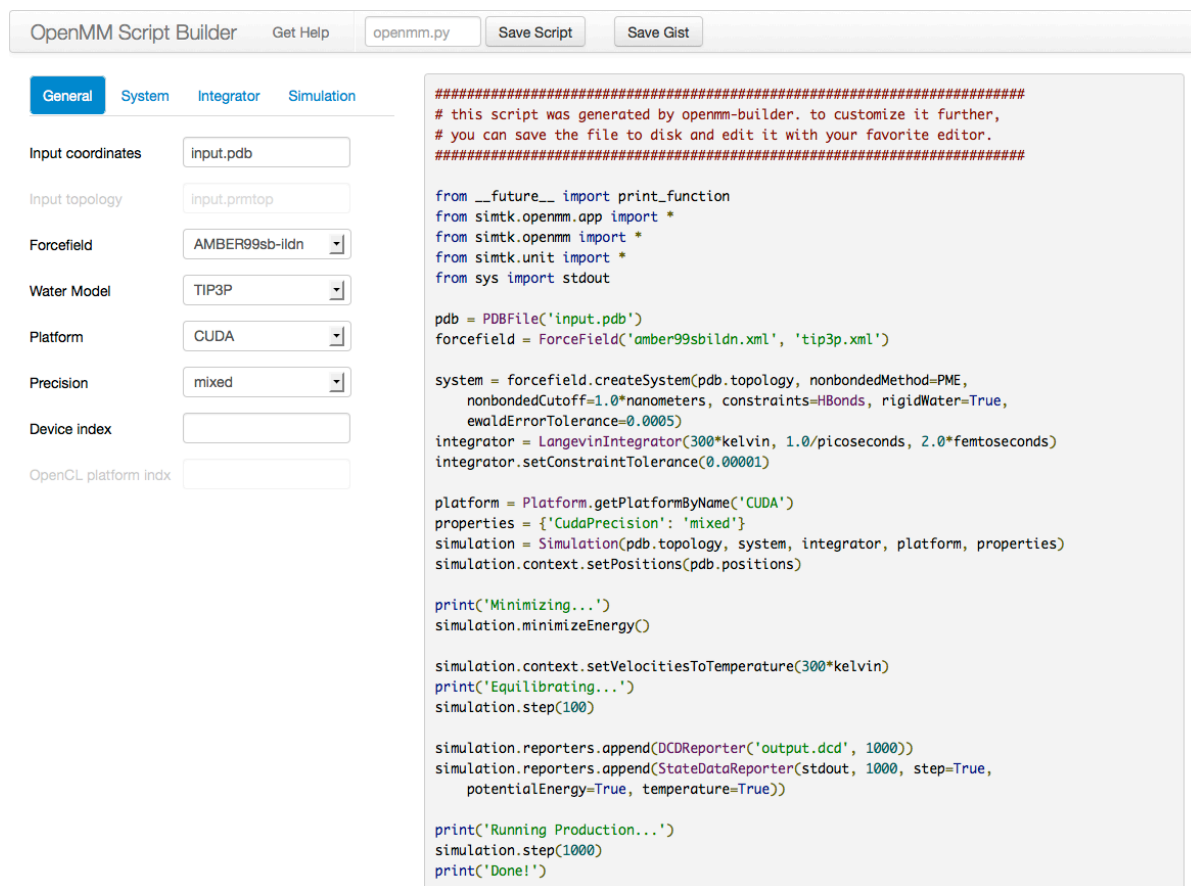 OpenMM Script Builder Get Help openmm.py Save Script Save Gist
General System Integrator Simulation
Input coordinates input.pdb
Input topology input.prmtop
Forcefield AMBER99sb-ildn
Water Model TIP3P
Platform CUDA
Precision mixed
Device index
OpenCL platform indx
##########################################################################
# this script was generated by openmm-builder. to customize it further,
# you can save the file to disk and edit it with your favorite editor.
##########################################################################
from __future__ import print_function
from simtk.openmm.app import *
from simtk.openmm import *
from simtk.unit import *
from sys import stdout
pdb = PDBFile('input.pdb')
forcefield = ForceField('amber99sbildn.xml', 'tip3p.xml')
system = forcefield.createSystem(pdb.topology, nonbondedMethod=PME,
    nonbondedCutoff=1.0*nanometers, constraints=HBonds, rigidWater=True,
    ewaldErrorTolerance=0.0005)
integrator = LangevinIntegrator(300*kelvin, 1.0/picoseconds, 2.0*femtoseconds)
integrator.setConstraintTolerance(0.00001)
platform = Platform.getPlatformByName('CUDA')
properties = {'CudaPrecision': 'mixed'}
simulation = Simulation(pdb.topology, system, integrator, platform, properties)
simulation.context.setPositions(pdb.positions)
print('Minimizing...')
simulation.minimizeEnergy()
simulation.context.setVelocitiesToTemperature(300*kelvin)
print('Equilibrating...')
simulation.step(100)
simulation.reporters.append(DCDReporter('output.dcd', 1000))
simulation.reporters.append(StateDataReporter(stdout, 1000, step=True,
    potentialEnergy=True, temperature=True))
print('Running Production...')
simulation.step(1000)
print('Done!')